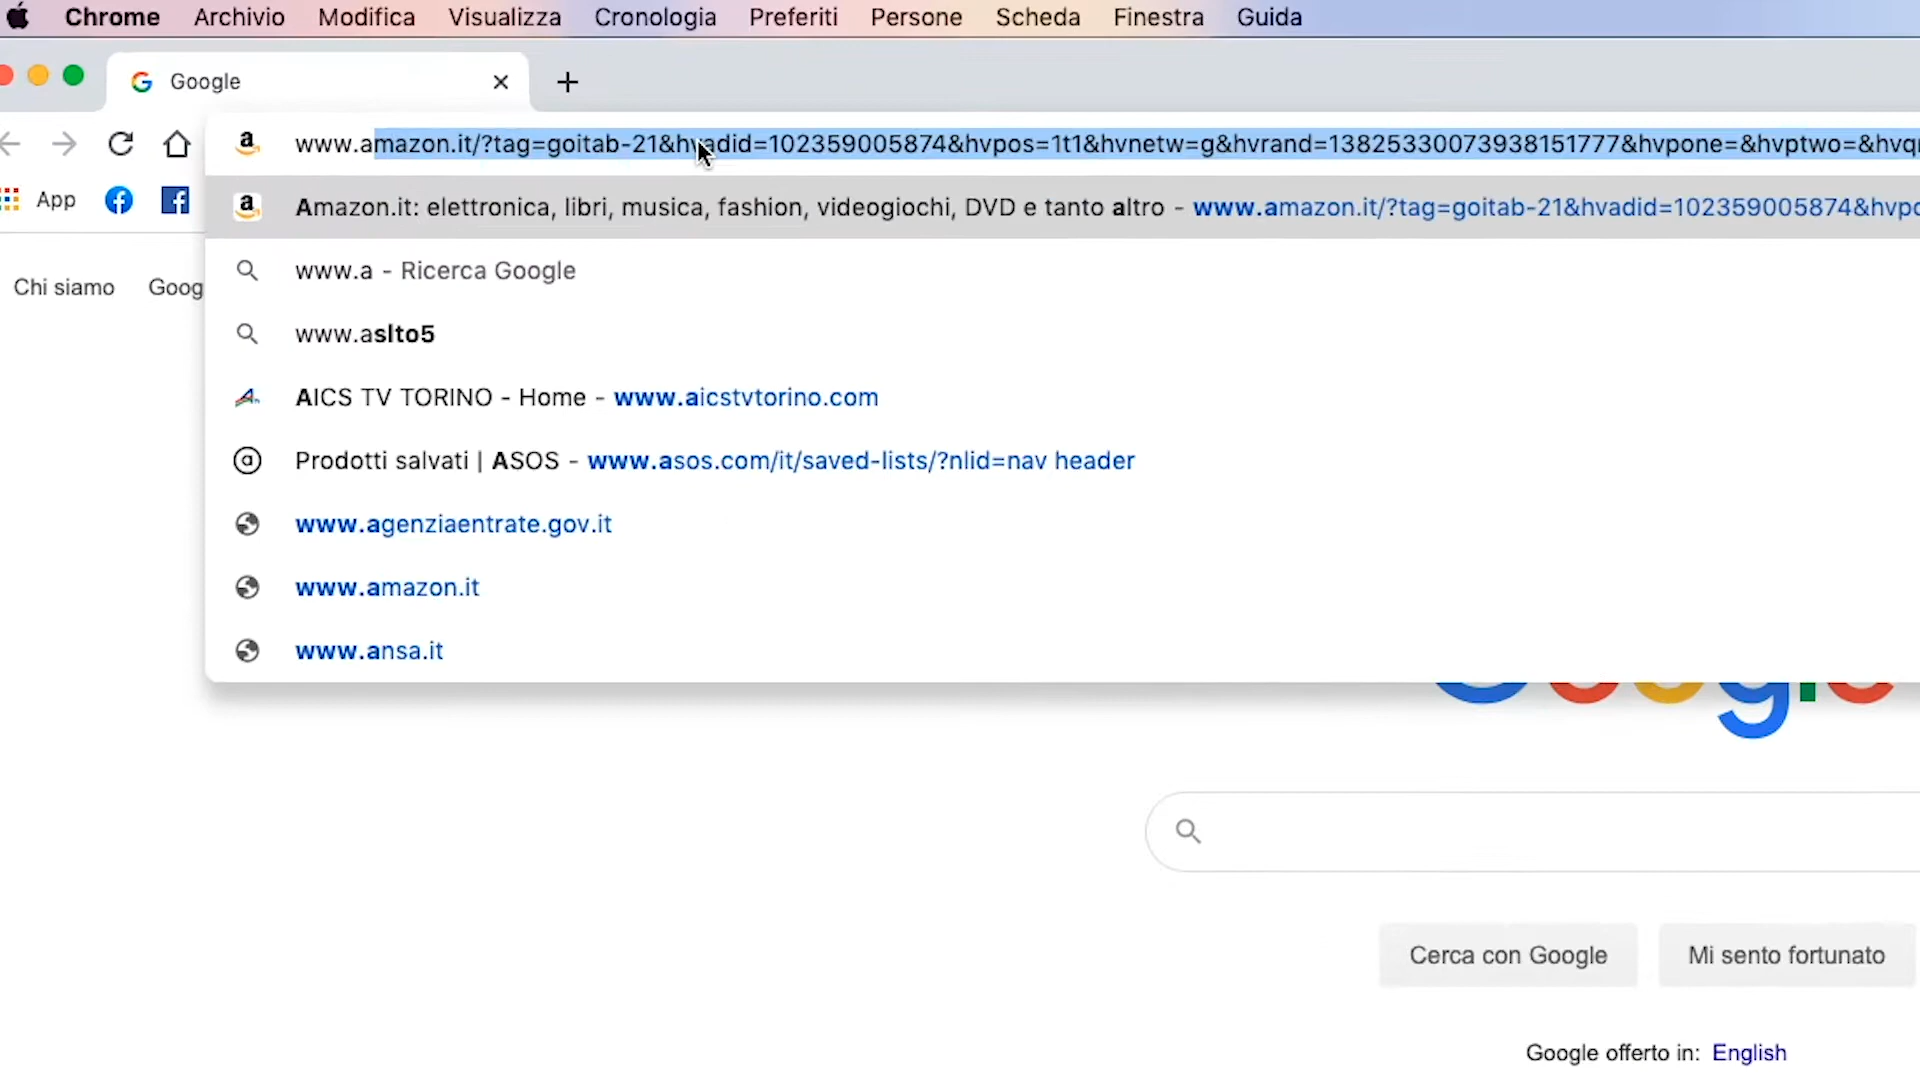 Chrome Archivio Modifica Visualizza Cronologia Preferiti Persone Scheda Finestra Guida
Google
www.amazon.it/?tag=goitab-21&hvadid=1023590005874&hvpos=1t1&hvnetw=g&hvrand=13825330073938151777&hvpone=&hvptwo=&hvq
App
Amazon.it: elettronica, libri, musica, fashion, videogiochi, DVD e tanto altro - www.amazon.it/?tag=goitab-21&hvadid=102359005874&hvpo
www.a - Ricerca Google
Chi siamo Goog
www.aslto5
AICS TV TORINO - Home - www.aicstvtorino.com
Prodotti salvati | ASOS - www.asos.com/it/saved-lists/?nlid=nav header
www.agenziaentrate.gov.it
www.amazon.it
www.ansa.it
Google
Cerca con Google Mi sento fortunato
Google offerto in: English